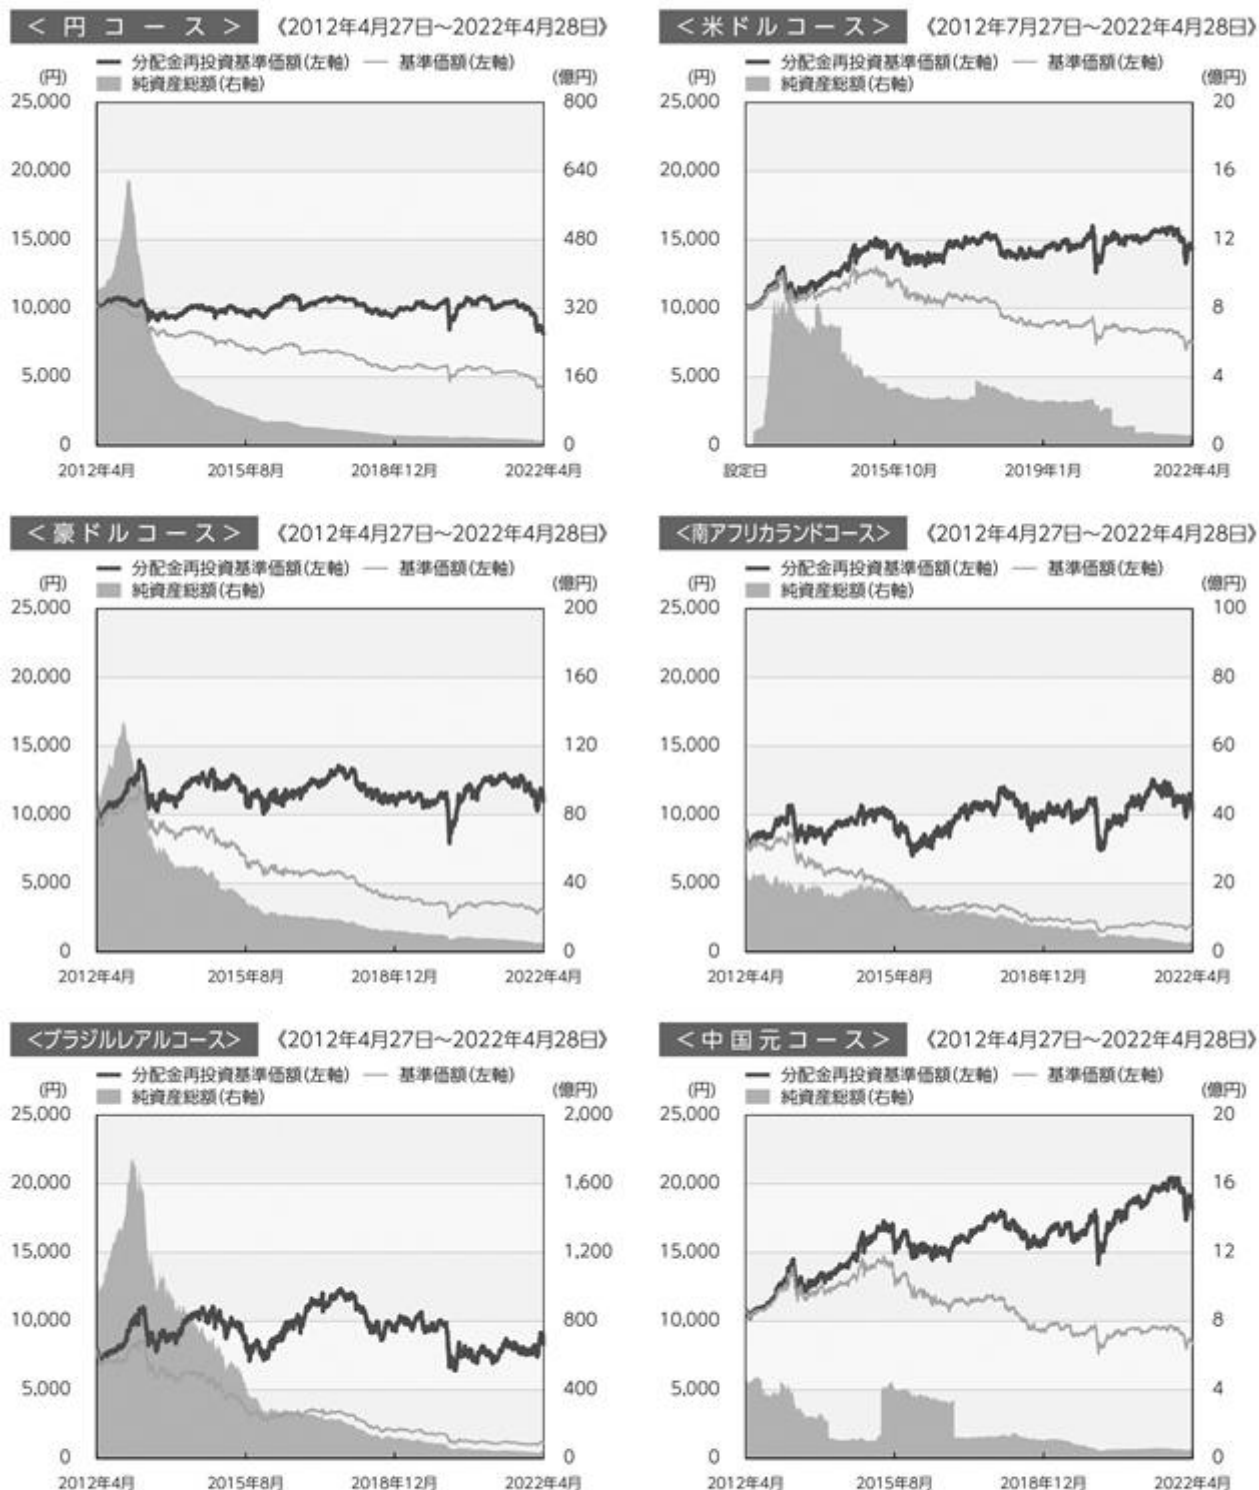 ＜円コース＞ 《2012年4月27日～2022年4月28日》
(円) 分配金再投資基準価額(左軸) 基準価額(左軸) (億円)
純資産総額(右軸)
25,000 800
20,000 640
15,000 480
10,000 320
5,000 160
0 0
2012年4月 2015年8月 2018年12月 2022年4月
＜米ドルコース＞ 《2012年7月27日～2022年4月28日》
(円) 分配金再投資基準価額(左軸) 基準価額(左軸) (億円)
純資産総額(右軸)
25,000 20
20,000 16
15,000 12
10,000 8
5,000 4
0 0
設定日 2015年10月 2019年1月 2022年4月
＜豪ドルコース＞ 《2012年4月27日～2022年4月28日》
(円) 分配金再投資基準価額(左軸) 基準価額(左軸) (億円)
純資産総額(右軸)
25,000 200
20,000 160
15,000 120
10,000 80
5,000 40
0 0
2012年4月 2015年8月 2018年12月 2022年4月
＜南アフリカランドコース＞ 《2012年4月27日～2022年4月28日》
(円) 分配金再投資基準価額(左軸) 基準価額(左軸) (億円)
純資産総額(右軸)
25,000 100
20,000 80
15,000 60
10,000 40
5,000 20
0 0
2012年4月 2015年8月 2018年12月 2022年4月
＜ブラジルレアルコース＞ 《2012年4月27日～2022年4月28日》
(円) 分配金再投資基準価額(左軸) 基準価額(左軸) (億円)
純資産総額(右軸)
25,000 2,000
20,000 1,600
15,000 1,200
10,000 800
5,000 400
0 0
2012年4月 2015年8月 2018年12月 2022年4月
＜中国元コース＞ 《2012年4月27日～2022年4月28日》
(円) 分配金再投資基準価額(左軸) 基準価額(左軸) (億円)
純資産総額(右軸)
25,000 20
20,000 16
15,000 12
10,000 8
5,000 4
0 0
2012年4月 2015年8月 2018年12月 2022年4月